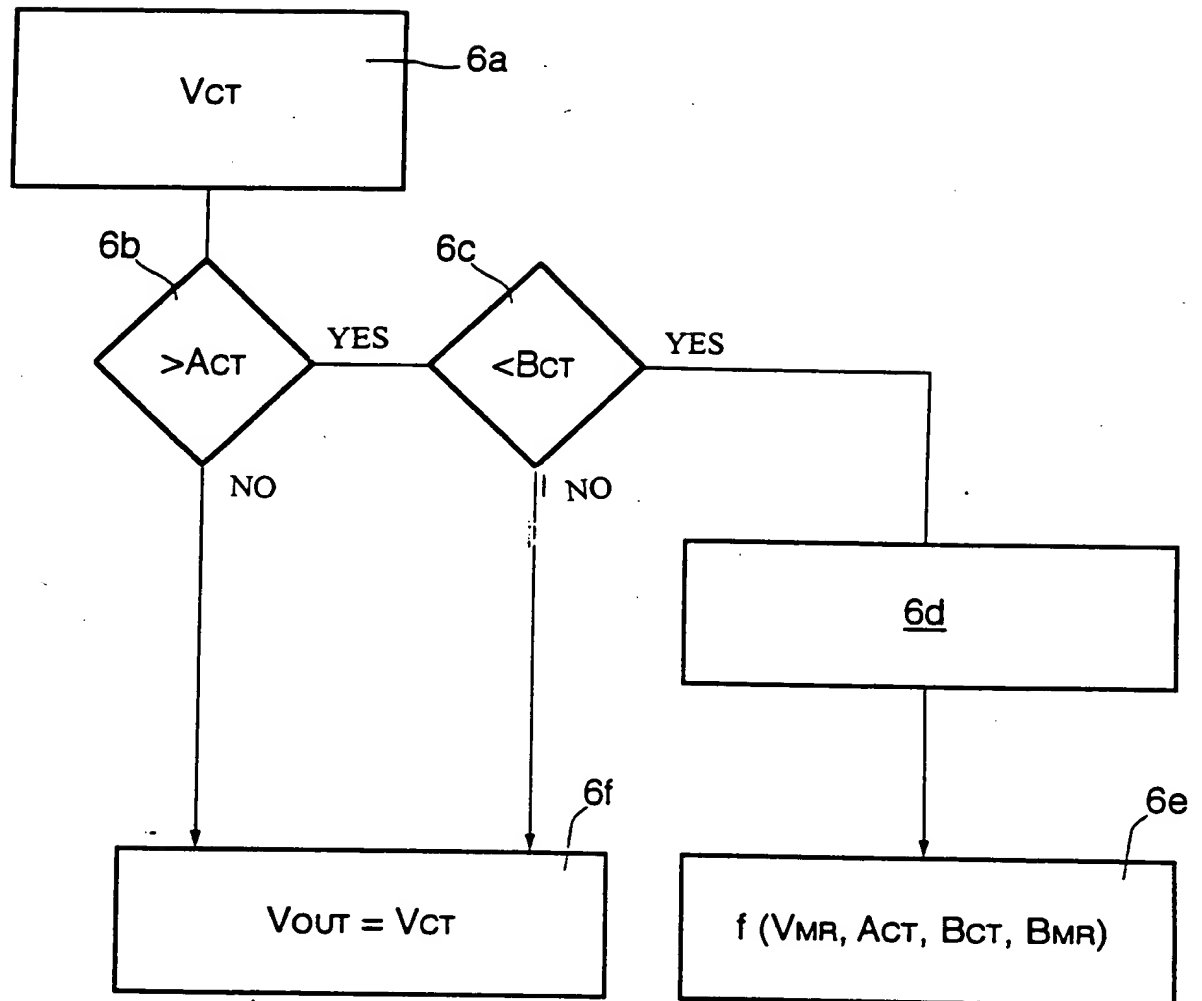 6a
VCT
6b
6c
YES
YES
>ACT
<BCT
NO
NO
6d
6f
6e
VOUT = VCT
f (VMR, ACT, BCT, BMR)